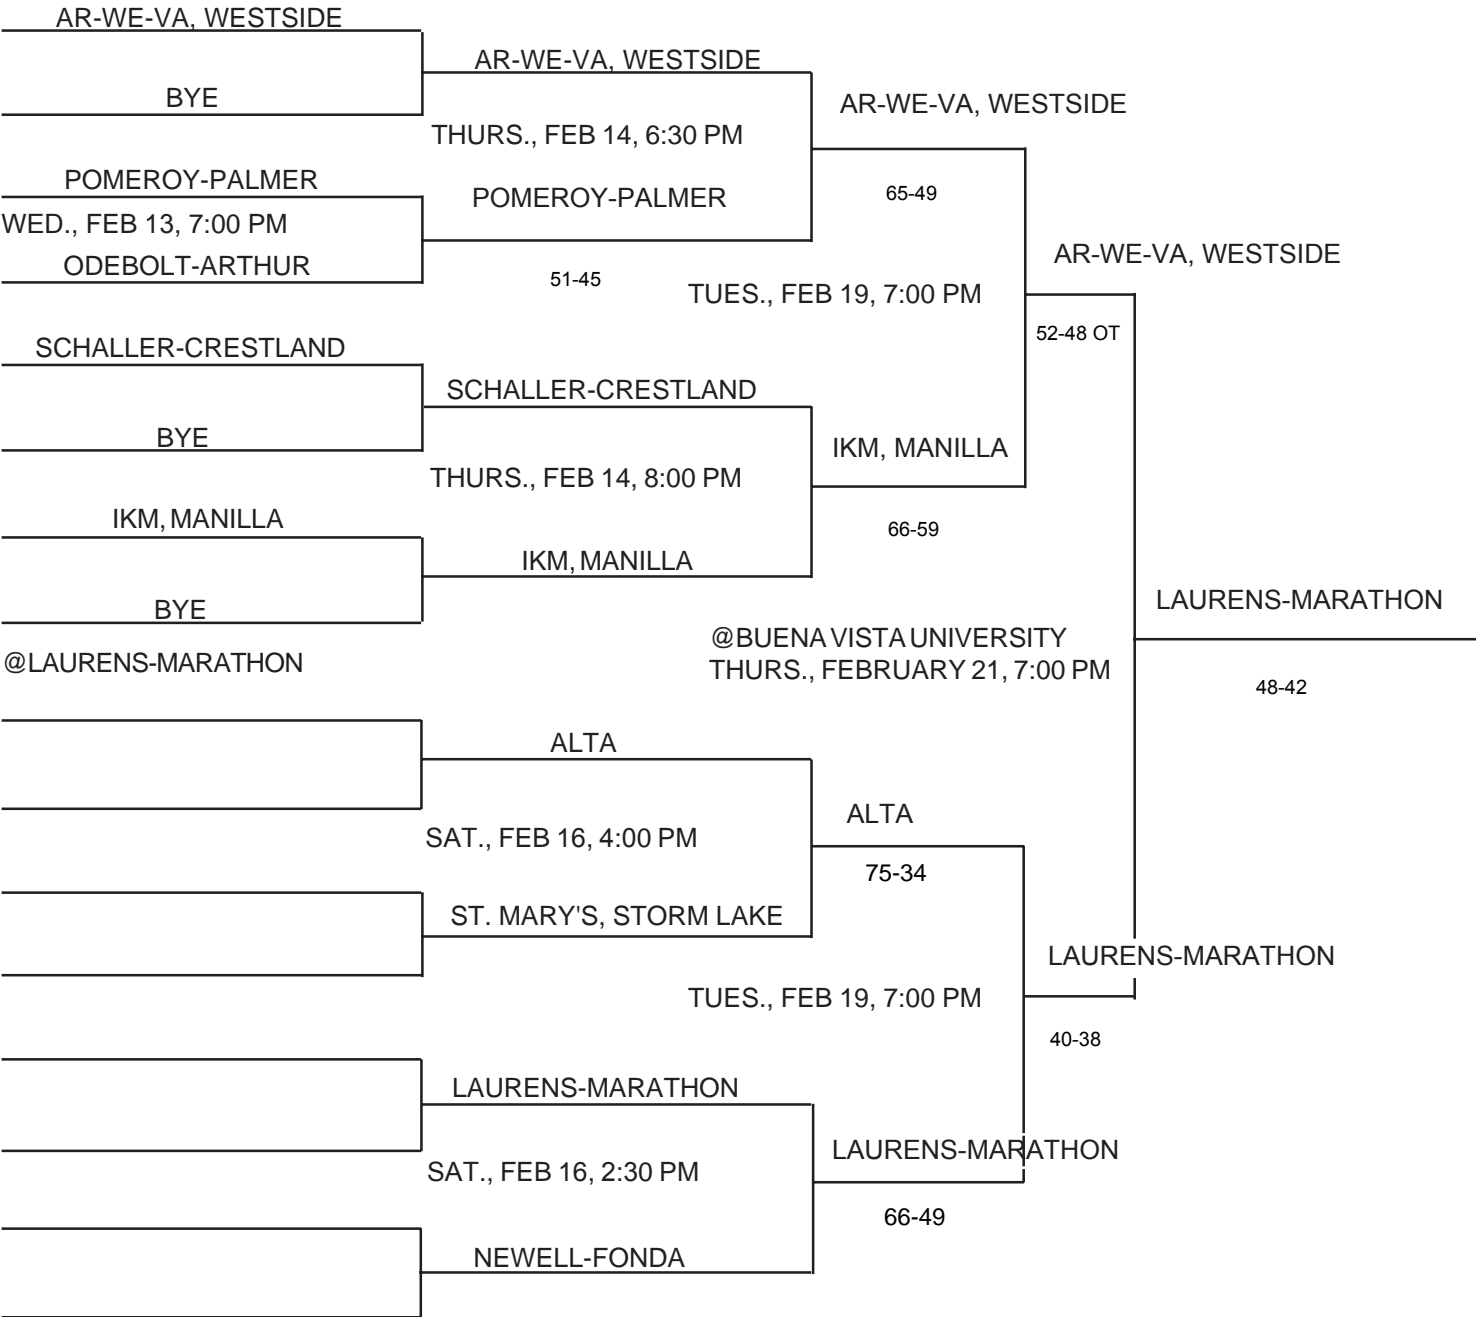 AR-WE-VA, WESTSIDE
AR-WE-VA, WESTSIDE
BYE
AR-WE-VA, WESTSIDE
THURS., FEB 14, 6:30 PM
POMEROY-PALMER
POMEROY-PALMER
65-49
WED., FEB 13, 7:00 PM
AR-WE-VA, WESTSIDE
ODEBOLT-ARTHUR
51-45
TUES., FEB 19, 7:00 PM
52-48 OT
SCHALLER-CRESTLAND
SCHALLER-CRESTLAND
BYE
IKM, MANILLA
THURS., FEB 14, 8:00 PM
IKM, MANILLA
66-59
IKM, MANILLA
BYE
LAURENS-MARATHON
@BUENA VISTA UNIVERSITY
@LAURENS-MARATHON
THURS., FEBRUARY 21, 7:00 PM
48-42
ALTA
ALTA
SAT., FEB 16, 4:00 PM
75-34
ST. MARY'S, STORM LAKE
LAURENS-MARATHON
TUES., FEB 19, 7:00 PM
40-38
LAURENS-MARATHON
LAURENS-MARATHON
SAT., FEB 16, 2:30 PM
66-49
NEWELL-FONDA